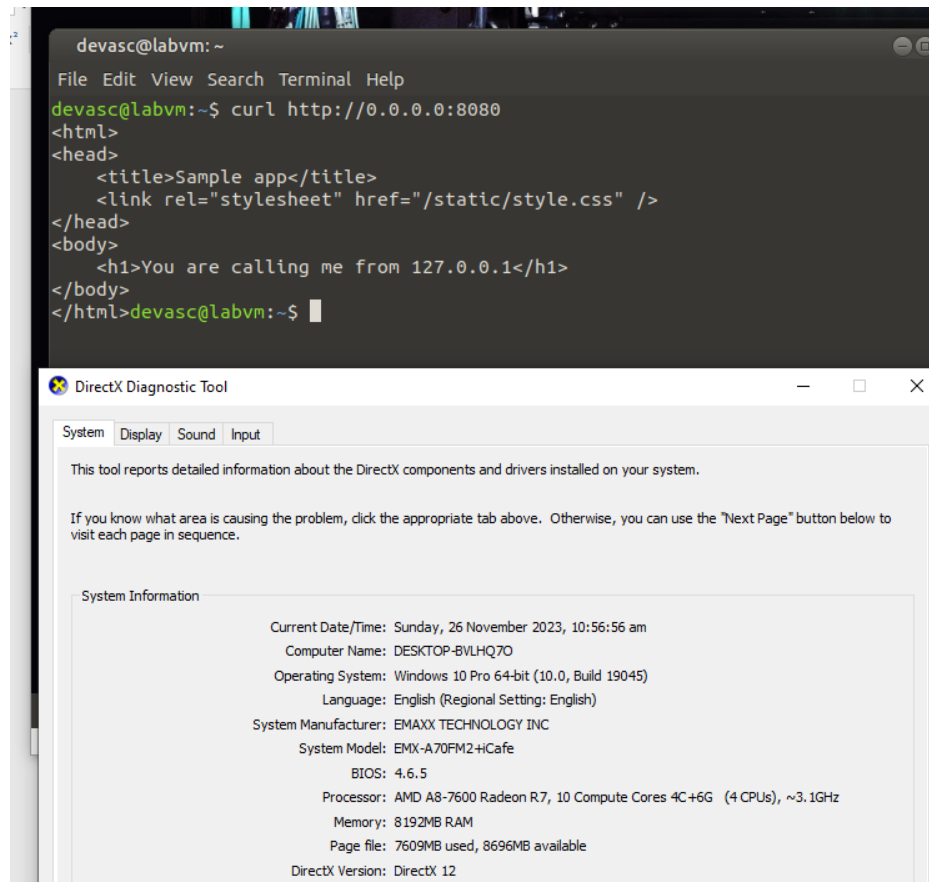 devasc@labvm: ~
File Edit View Search Terminal Help
devasc@labvm:~$ curl http://0.0.0.0:8080
<html>
<head>
    <title>Sample app</title>
    <link rel="stylesheet" href="/static/style.css" />
</head>
<body>
    <h1>You are calling me from 127.0.0.1</h1>
</body>
</html>devasc@labvm:~$
DirectX Diagnostic Tool
System Display Sound Input
This tool reports detailed information about the DirectX components and drivers installed on your system.
If you know what area is causing the problem, click the appropriate tab above.  Otherwise, you can use the "Next Page" button below to
visit each page in sequence.
System Information
Current Date/Time: Sunday, 26 November 2023, 10:56:56 am
Computer Name: DESKTOP-BVLHQ7O
Operating System: Windows 10 Pro 64-bit (10.0, Build 19045)
Language: English (Regional Setting: English)
System Manufacturer: EMAXX TECHNOLOGY INC
System Model: EMX-A70FM2+iCafe
BIOS: 4.6.5
Processor: AMD A8-7600 Radeon R7, 10 Compute Cores 4C+6G   (4 CPUs), ~3.1GHz
Memory: 8192MB RAM
Page file: 7609MB used, 8696MB available
DirectX Version: DirectX 12